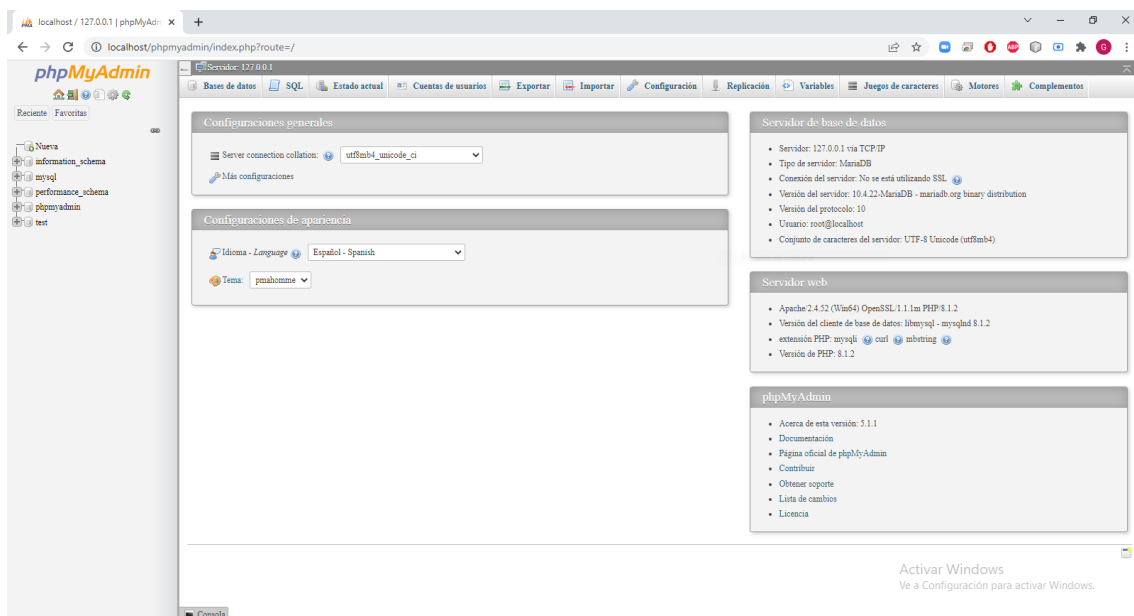 localhost / 127.0.0.1 | phpMyAdn
localhost/phpmyadmin/index.php?route=/
ABP
G
phpMyAdmin
Reciente Favoritas
Nueva
information_schema
mysql
performance_schema
phpmyadmin
test
Servidor: 127.0.0.1
Bases de datos SQL Estado actual Cuentas de usuarios Exportar Importar Configuración Replicación Variables Juegos de caracteres Motores Complementos
Configuraciones generales
Server connection collation: utf8mb4_unicode_ci
Más configuraciones
Configuraciones de apariencia
Idioma - Language Español - Spanish
Tema: pmahomme
Servidor de base de datos
Servidor: 127.0.0.1 via TCP/IP
Tipo de servidor: MariaDB
Conexión del servidor: No se está utilizando SSL
Versión del servidor: 10.4.22-MariaDB - mariadb.org binary distribution
Versión del protocolo: 10
Usuario: root@localhost
Conjunto de caracteres del servidor: UTF-8 Unicode (utf8mb4)
Servidor web
Apache/2.4.52 (Win64) OpenSSL/1.1.1m PHP/8.1.2
Versión del cliente de base de datos: libmysql - mysqlnd 8.1.2
extensión PHP: mysqli curl mbstring
Versión de PHP: 8.1.2
phpMyAdmin
Acerca de esta versión: 5.1.1
Documentación
Página oficial de phpMyAdmin
Contribuir
Obtener soporte
Lista de cambios
Licencia
Activar Windows
Ve a Configuración para activar Windows.
Consola